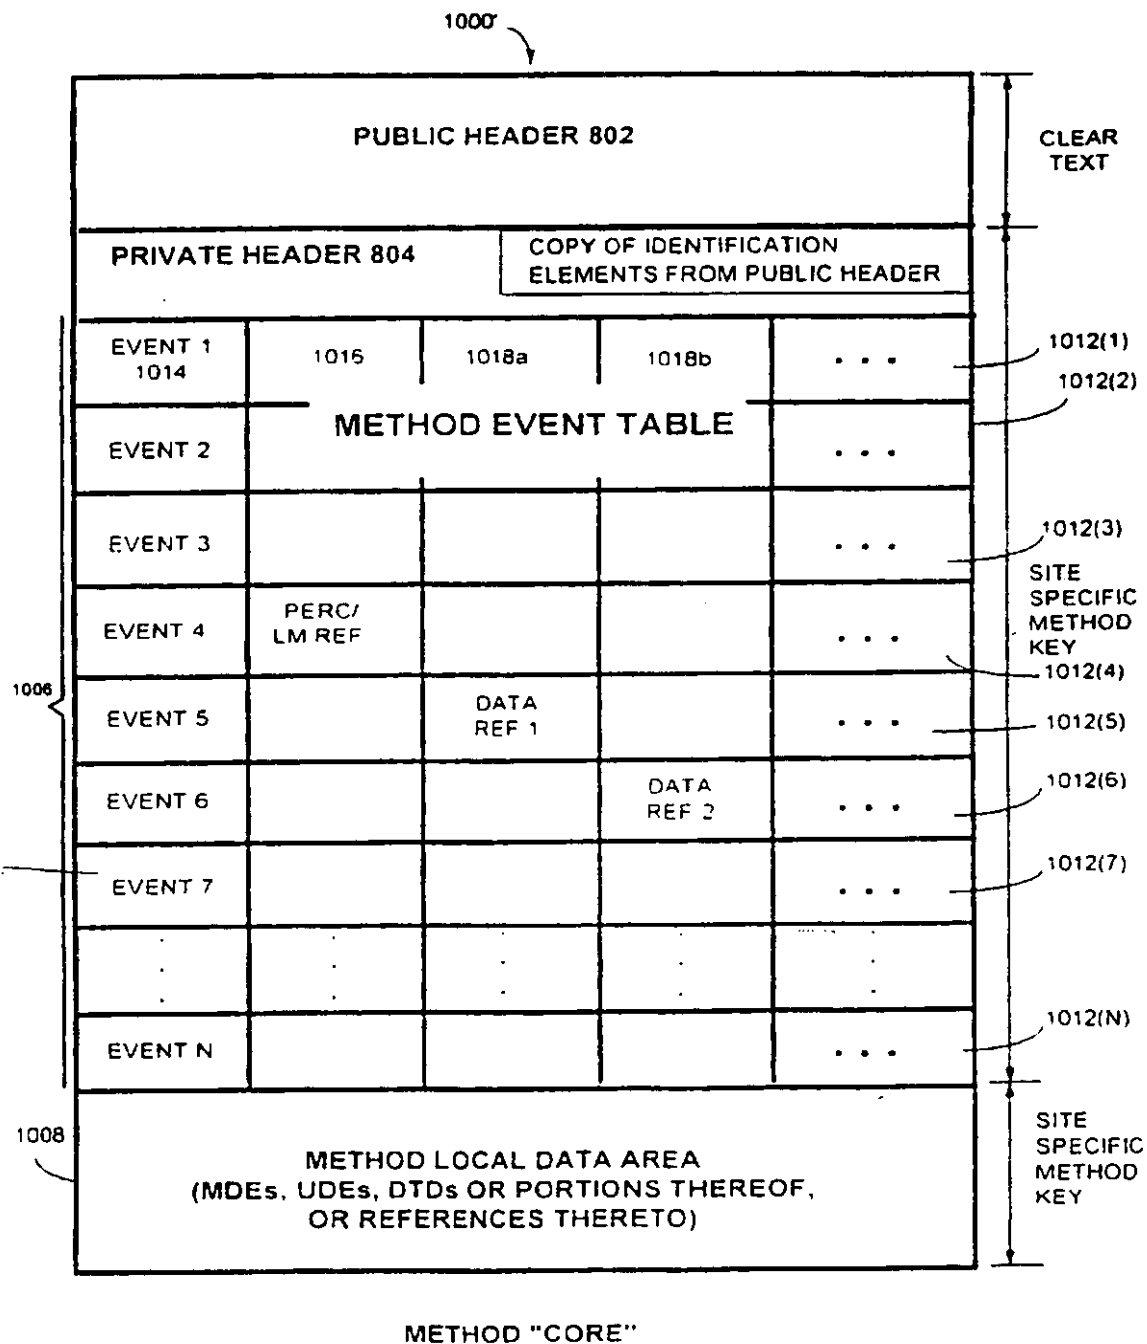 1000
PUBLIC HEADER 802
CLEAR
TEXT
PRIVATE HEADER 804
COPY OF IDENTIFICATION
ELEMENTS FROM PUBLIC HEADER
EVENT 1
1014
1016
1018a
1018b
. . .
1012(1)
1012(2)
METHOD EVENT TABLE
EVENT 2
. . .
EVENT 3
. . .
1012(3)
SITE
SPECIFIC
METHOD
KEY
EVENT 4
PERC/
LM REF
. . .
1012(4)
1006
EVENT 5
DATA
REF 1
. . .
1012(5)
EVENT 6
DATA
REF 2
. . .
1012(6)
EVENT 7
. . .
1012(7)
EVENT N
. . .
1012(N)
1008
METHOD LOCAL DATA AREA
(MDEs, UDEs, DTDs OR PORTIONS THEREOF,
OR REFERENCES THERETO)
SITE
SPECIFIC
METHOD
KEY
METHOD "CORE"